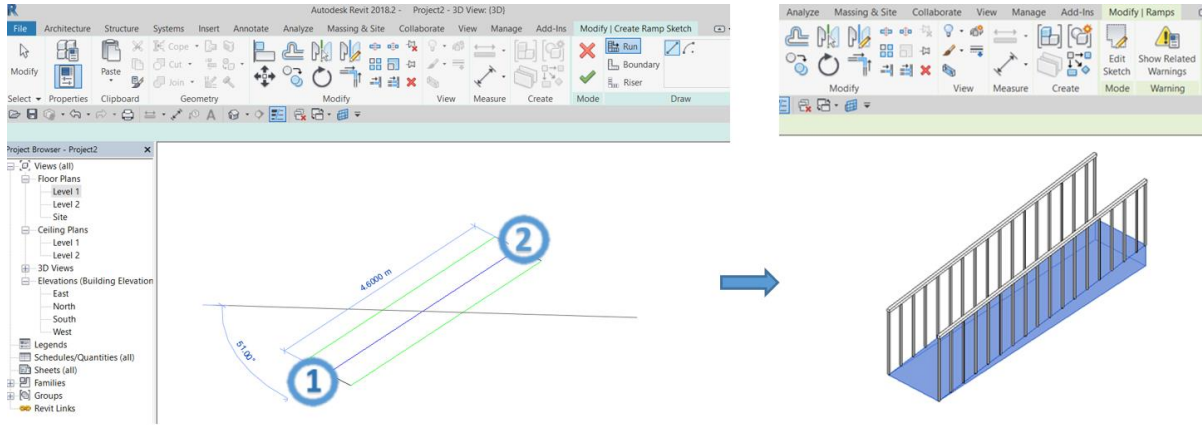 Autodesk Revit 2018.2 - Project2 - 3D View: {3D}
File Architecture Structure Systems Insert Annotate Analyze Massing & Site Collaborate View Manage Add-Ins Modify | Create Ramp Sketch
Modify
Paste
Cope
Cut
Join
Run
Boundary
Riser
Select Properties Clipboard Geometry Modify View Measure Create Mode Draw
Project Browser - Project2
Views (all)
Floor Plans
Level 1
Level 2
Site
Ceiling Plans
Level 1
Level 2
3D Views
Elevations (Building Elevation
East
North
South
West
Legends
Schedules/Quantities (all)
Sheets (all)
Families
Groups
Revit Links
4.6000 m
51.00°
1
2
Analyze Massing & Site Collaborate View Manage Add-Ins Modify | Ramps
Edit
Sketch
Show Related
Warnings
Modify View Measure Create Mode Warning